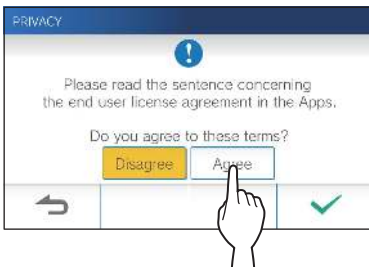 PRIVACY
Please read the sentence concerning
the end user license agreement in the Apps.
Do you agree to these terms?
Disagree
Agree